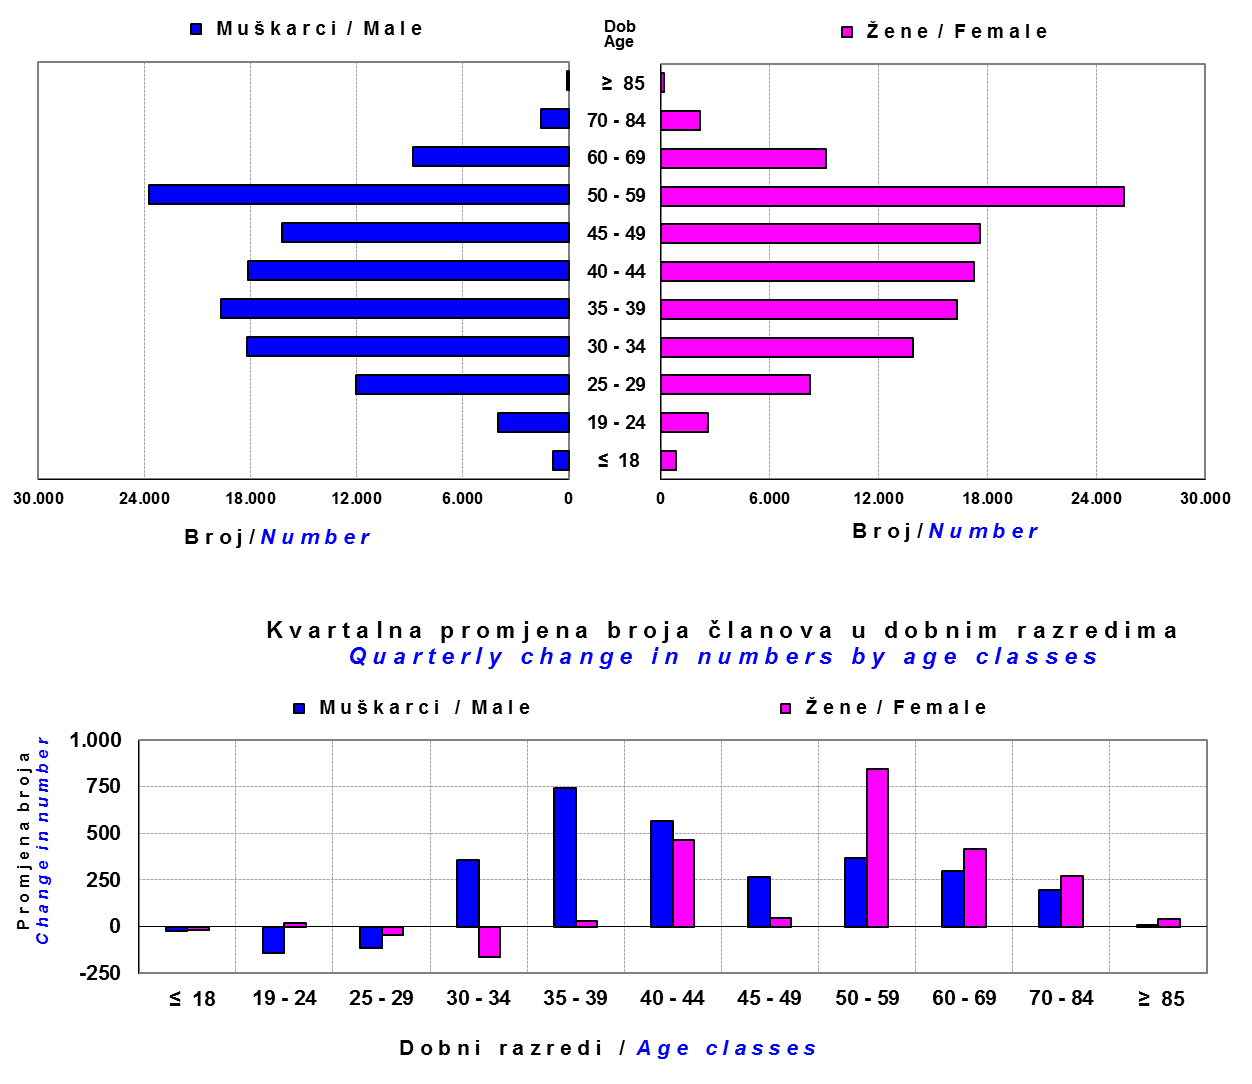 Muškarci / Male
Dob
Age
Žene / Female
≥ 85
70 - 84
60 - 69
50 - 59
45 - 49
40 - 44
35 - 39
30 - 34
25 - 29
19 - 24
≤ 18
30.000 24.000 18.000 12.000 6.000 0
0 6.000 12.000 18.000 24.000 30.000
Broj/Number
Broj/Number
Kvartalna promjena broja članova u dobnim razredima
Quarterly change in numbers by age classes
Muškarci / Male
Žene / Female
Promjena broja
Change in number
1.000
750
500
250
0
-250
≤ 18 19 - 24 25 - 29 30 - 34 35 - 39 40 - 44 45 - 49 50 - 59 60 - 69 70 - 84 ≥ 85
Dobni razredi / Age classes